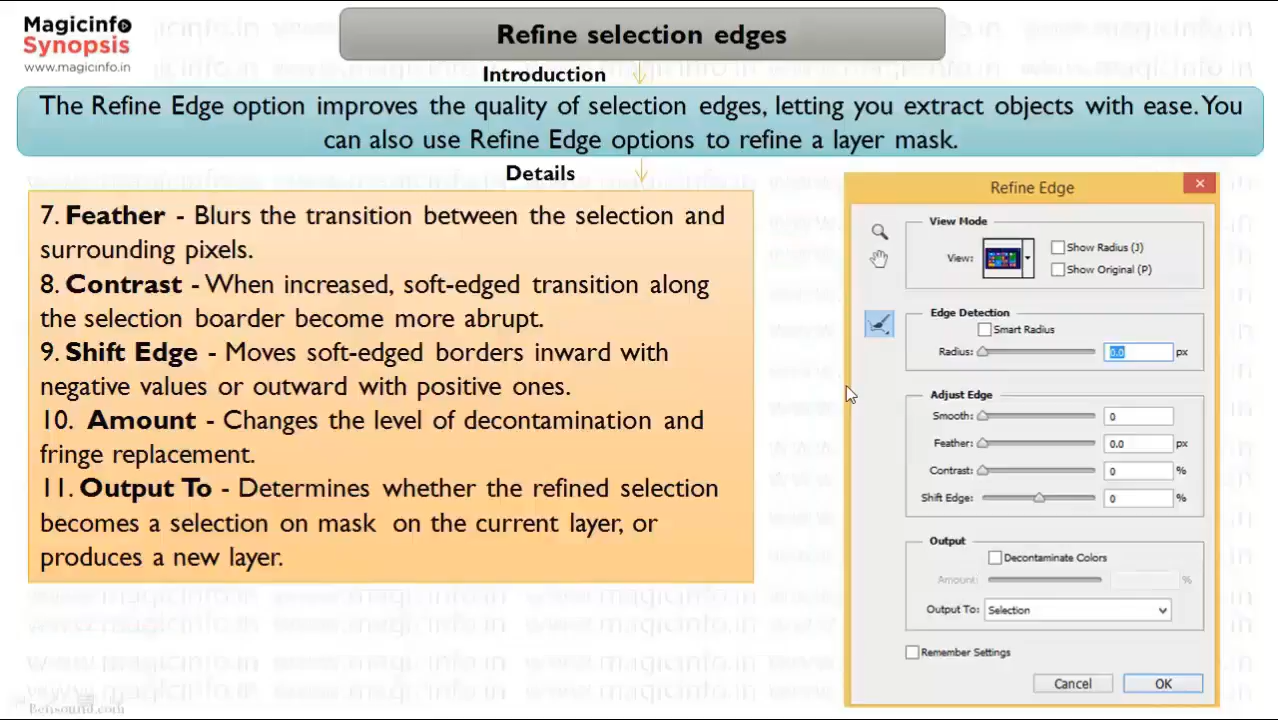 Magicinfo
Synopsis
www.magicinfo.in
Refine selection edges
Introduction
The Refine Edge option improves the quality of selection edges, letting you extract objects with ease. You
can also use Refine Edge options to refine a layer mask.
Details
7. Feather - Blurs the transition between the selection and
surrounding pixels.
8. Contrast - When increased, soft-edged transition along
the selection boarder become more abrupt.
9. Shift Edge - Moves soft-edged borders inward with
negative values or outward with positive ones.
10. Amount - Changes the level of decontamination and
fringe replacement.
11. Output To - Determines whether the refined selection
becomes a selection on mask on the current layer, or
produces a new layer.
Refine Edge
View Mode
View:
Show Radius (J)
Show Original (P)
Edge Detection
Smart Radius
Radius: 0.0 px
Adjust Edge
Smooth: 0
Feather: 0.0 px
Contrast: 0 %
Shift Edge: 0 %
Output
Decontaminate Colors
Amount: %
Output To: Selection
Remember Settings
Cancel OK
Bensound.com